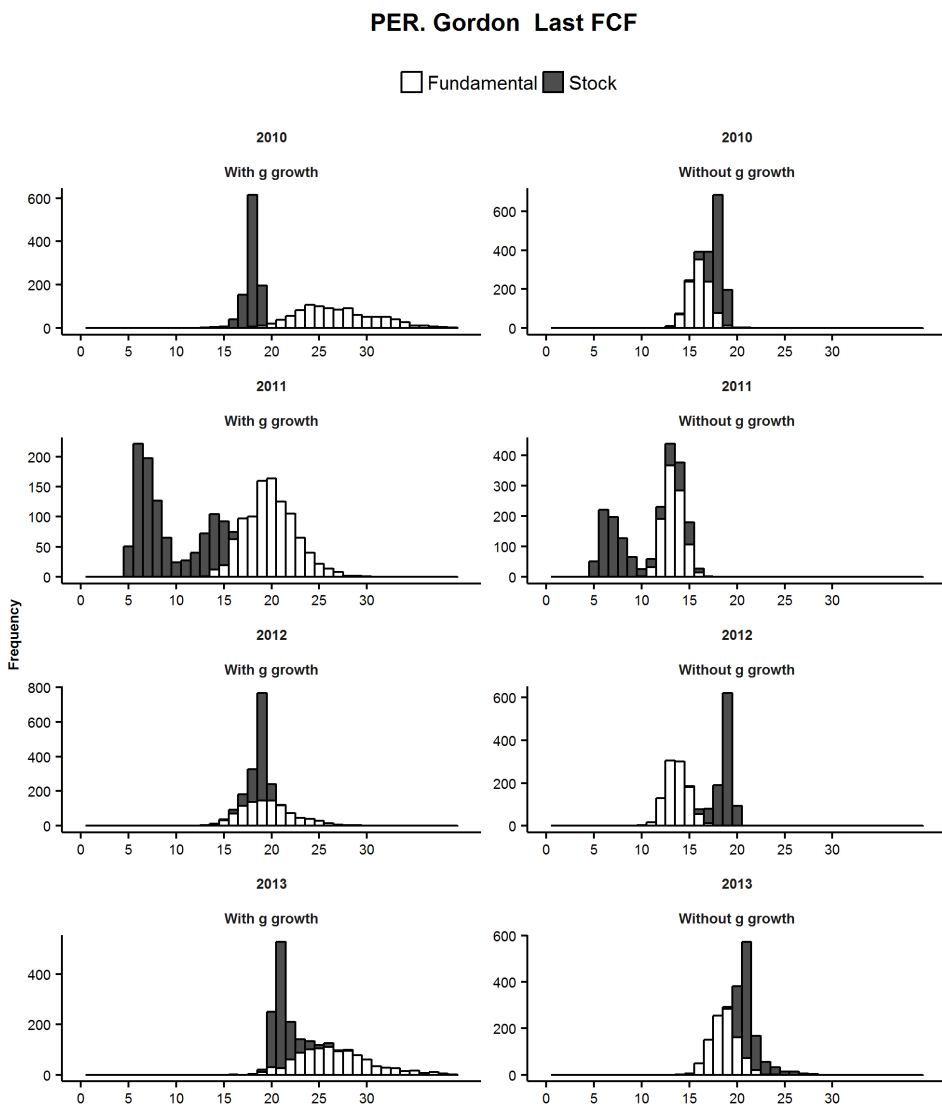 PER. Gordon  Last FCF
Fundamental Stock
2010
With g growth
600
400
200
0
0 5 10 15 20 25 30
2010
Without g growth
600
400
200
0
0 5 10 15 20 25 30
2011
With g growth
200
150
100
50
0
0 5 10 15 20 25 30
2011
Without g growth
400
300
200
100
0
0 5 10 15 20 25 30
Frequency
2012
With g growth
800
600
400
200
0
0 5 10 15 20 25 30
2012
Without g growth
600
400
200
0
0 5 10 15 20 25 30
2013
With g growth
400
200
0
0 5 10 15 20 25 30
2013
Without g growth
600
400
200
0
0 5 10 15 20 25 30